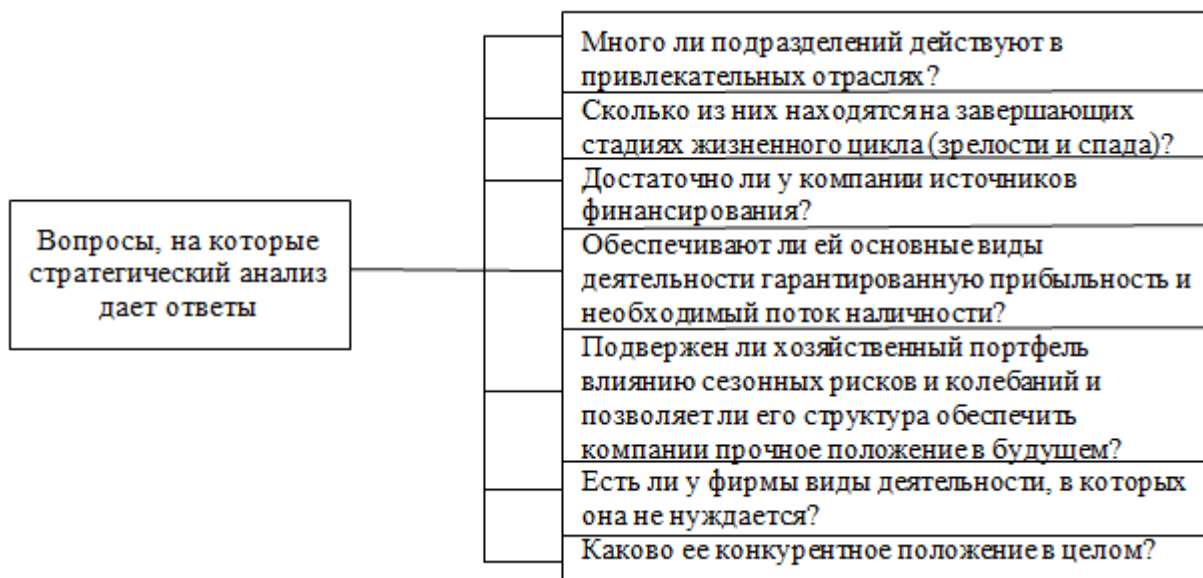 Вопросы, на которые
стратегический анализ
дает ответы
Много ли подразделений действуют в
привлекательных отраслях?
Сколько из них находятся на завершающих
стадиях жизненного цикла (зрелости и спада)?
Достаточно ли у компании источников
финансирования?
Обеспечивают ли ей основные виды
деятельности гарантированную прибыльность и
необходимый поток наличности?
Подвержен ли хозяйственный портфель
влиянию сезонных рисков и колебаний и
позволяет ли его структура обеспечить
компании прочное положение в будущем?
Есть ли у фирмы виды деятельности, в которых
она не нуждается?
Каково ее конкурентное положение в целом?